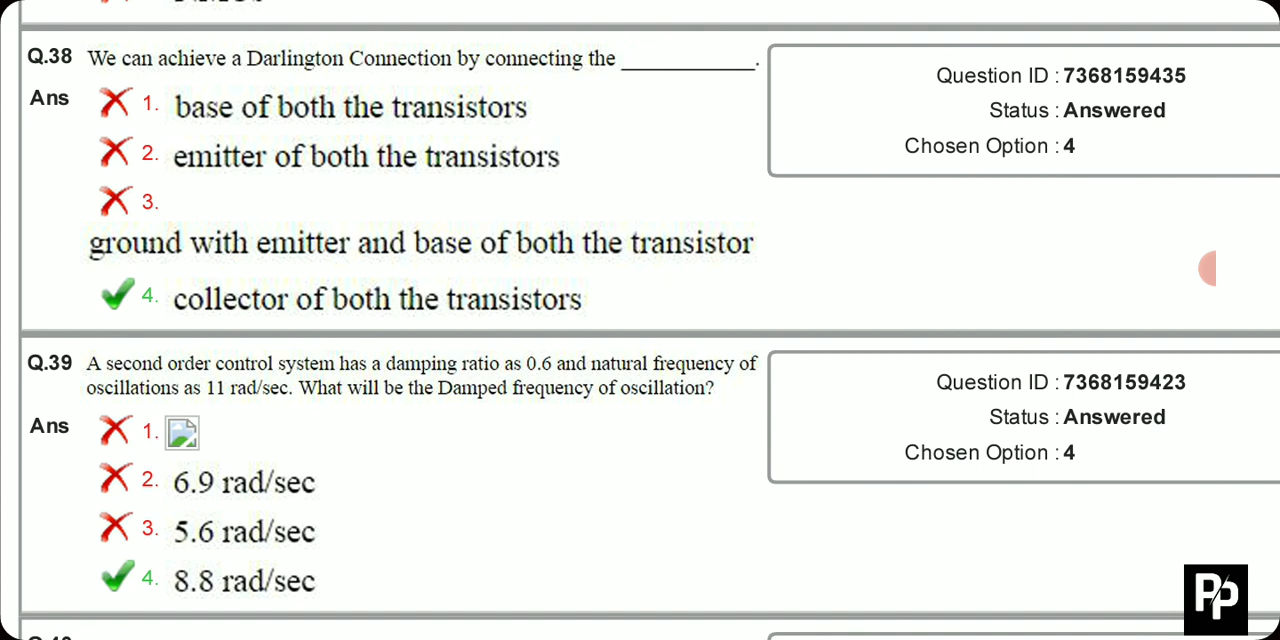 Q.38 We can achieve a Darlington Connection by connecting the ____________.
Ans 1. base of both the transistors
2. emitter of both the transistors
3.
ground with emitter and base of both the transistor
4. collector of both the transistors
Question ID : 7368159435
Status : Answered
Chosen Option : 4
Q.39 A second order control system has a damping ratio as 0.6 and natural frequency of
oscillations as 11 rad/sec. What will be the Damped frequency of oscillation?
Ans 1.
2. 6.9 rad/sec
3. 5.6 rad/sec
4. 8.8 rad/sec
Question ID : 7368159423
Status : Answered
Chosen Option : 4
Pp